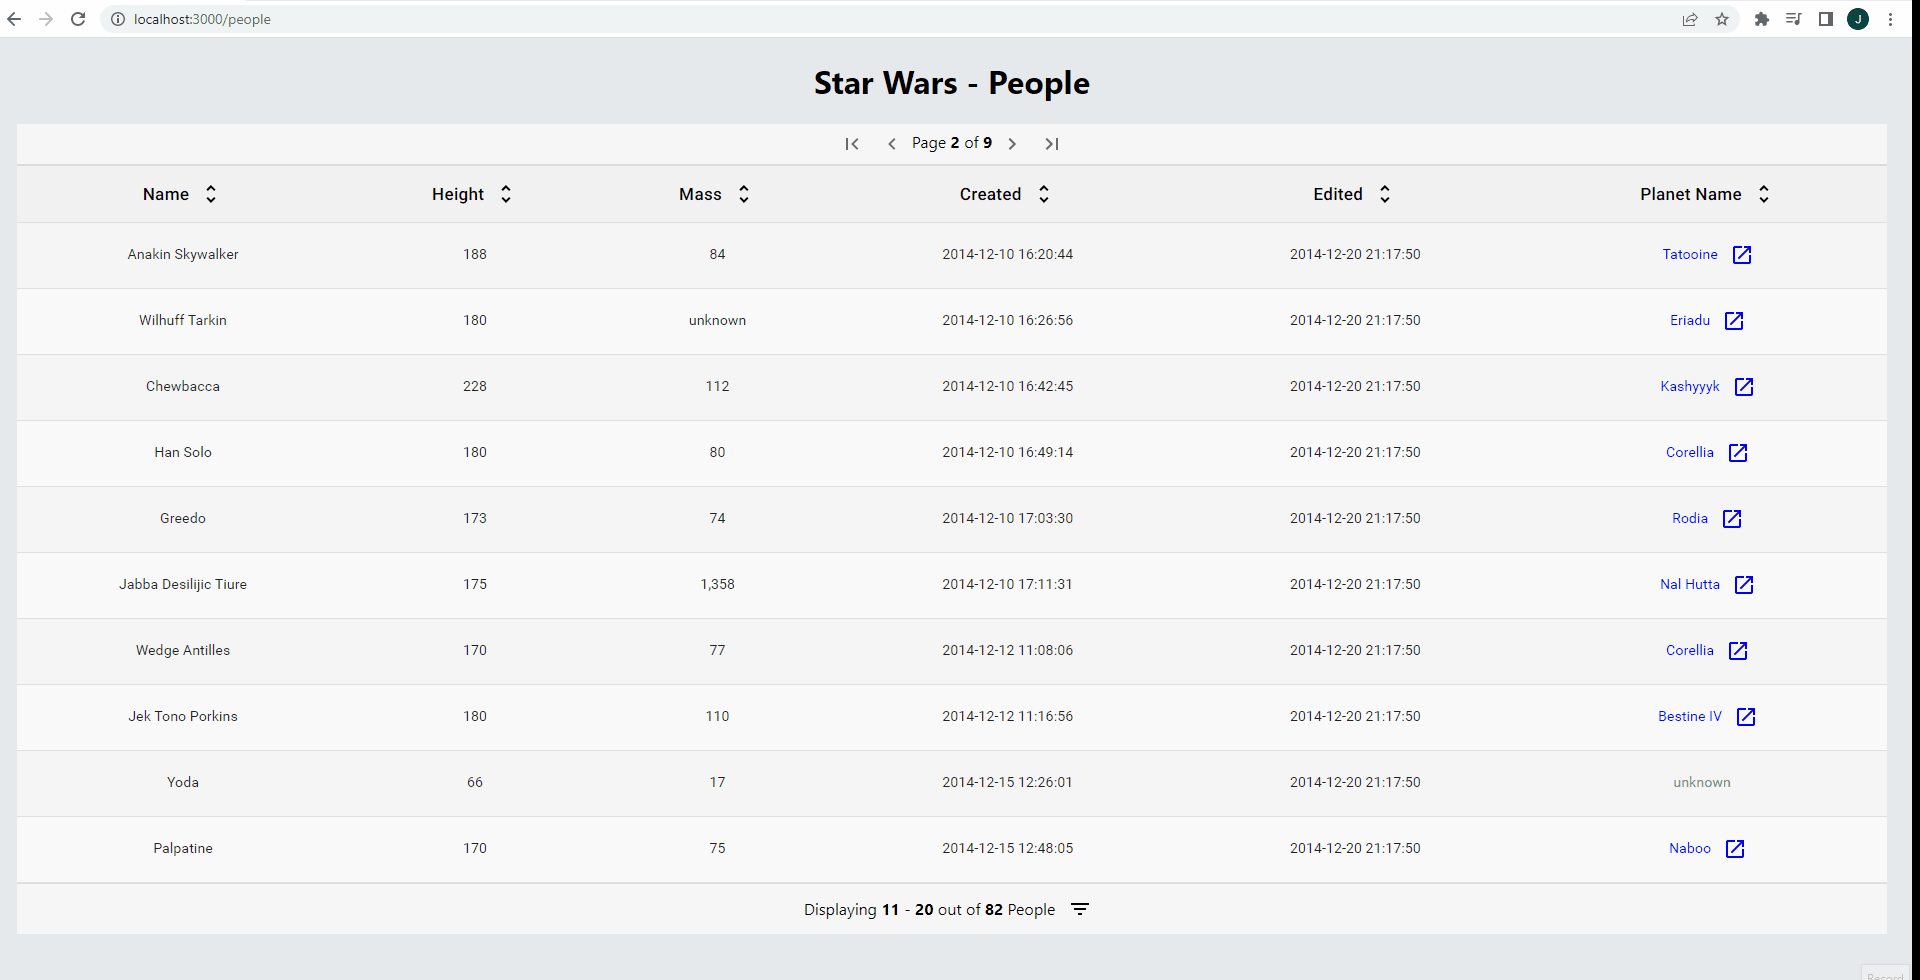 localhost:3000/people
J
Star Wars - People
Page 2 of 9
Name Height Mass Created Edited Planet Name
Anakin Skywalker 188 84 2014-12-10 16:20:44 2014-12-20 21:17:50 Tatooine
Wilhuff Tarkin 180 unknown 2014-12-10 16:26:56 2014-12-20 21:17:50 Eriadu
Chewbacca 228 112 2014-12-10 16:42:45 2014-12-20 21:17:50 Kashyyyk
Han Solo 180 80 2014-12-10 16:49:14 2014-12-20 21:17:50 Corellia
Greedo 173 74 2014-12-10 17:03:30 2014-12-20 21:17:50 Rodia
Jabba Desilijic Tiure 175 1,358 2014-12-10 17:11:31 2014-12-20 21:17:50 Nal Hutta
Wedge Antilles 170 77 2014-12-12 11:08:06 2014-12-20 21:17:50 Corellia
Jek Tono Porkins 180 110 2014-12-12 11:16:56 2014-12-20 21:17:50 Bestine IV
Yoda 66 17 2014-12-15 12:26:01 2014-12-20 21:17:50 unknown
Palpatine 170 75 2014-12-15 12:48:05 2014-12-20 21:17:50 Naboo
Displaying 11 - 20 out of 82 People
Record